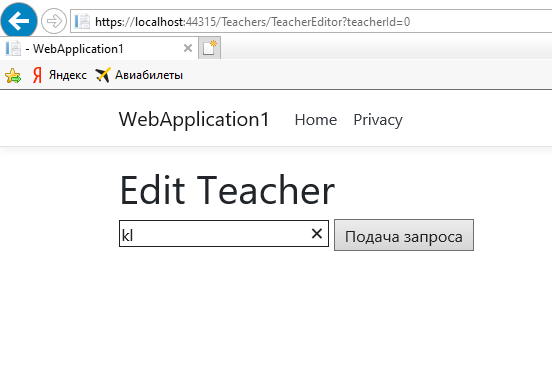 https://localhost:44315/Teachers/TeacherEditor?teacherId=0
- WebApplication1
Яндекс Авиабилеты
WebApplication1 Home Privacy
Edit Teacher
kl Подача запроса